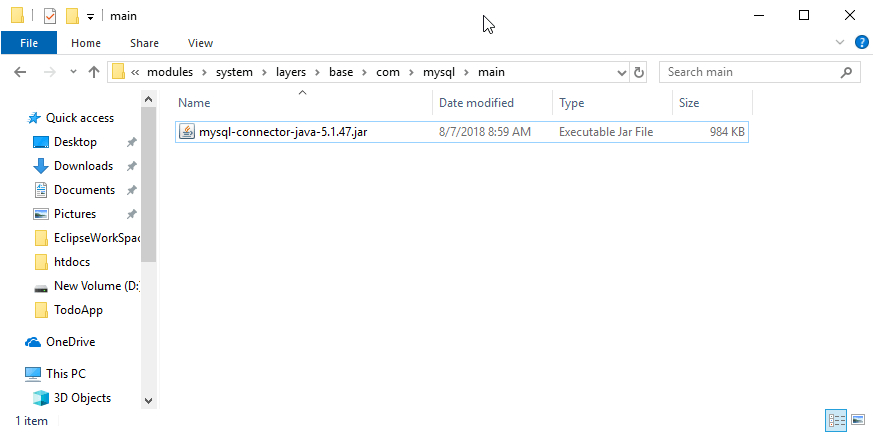 main
File Home Share View
« modules > system > layers > base > com > mysql > main
Search main
Name Date modified Type Size
mysql-connector-java-5.1.47.jar 8/7/2018 8:59 AM Executable Jar File 984 KB
Quick access
Desktop
Downloads
Documents
Pictures
EclipseWorkSpac
htdocs
New Volume (D:
TodoApp
OneDrive
This PC
3D Objects
1 item